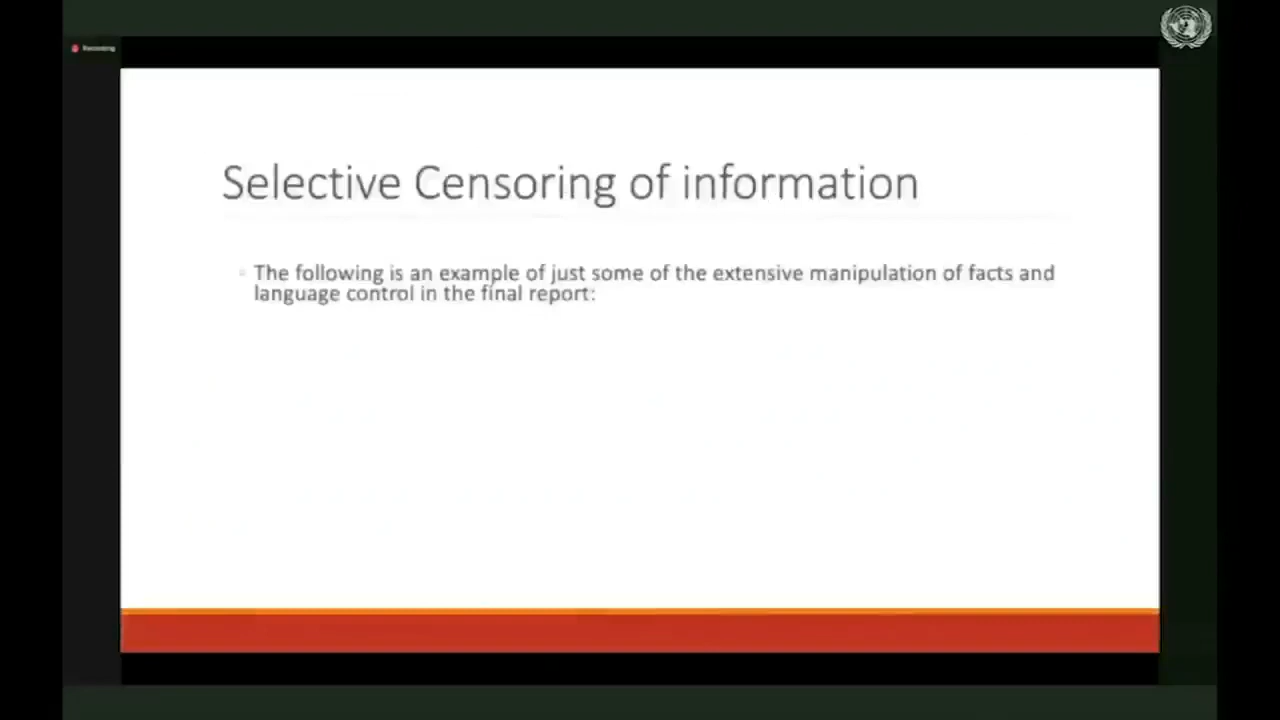 Recording
Selective Censoring of information
The following is an example of just some of the extensive manipulation of facts and
language control in the final report: